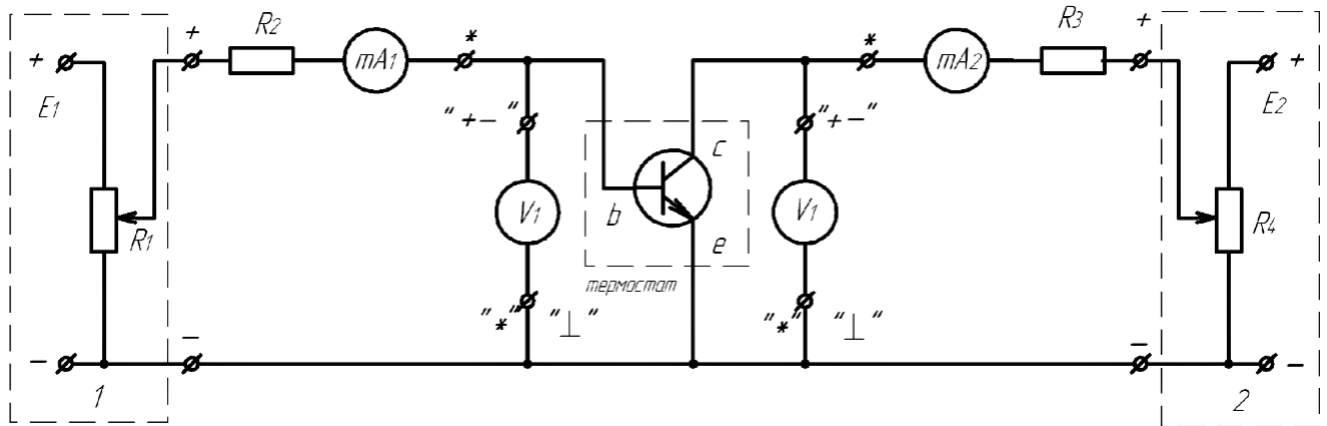 R2
R3
+
*
*
+
mA1
mA2
+
+
E1
E2
"+-"
"+-"
c
V1
V1
b
R1
R4
e
термостат
"*"
"⊥"
"*"
"⊥"
-
-
-
-
1
2